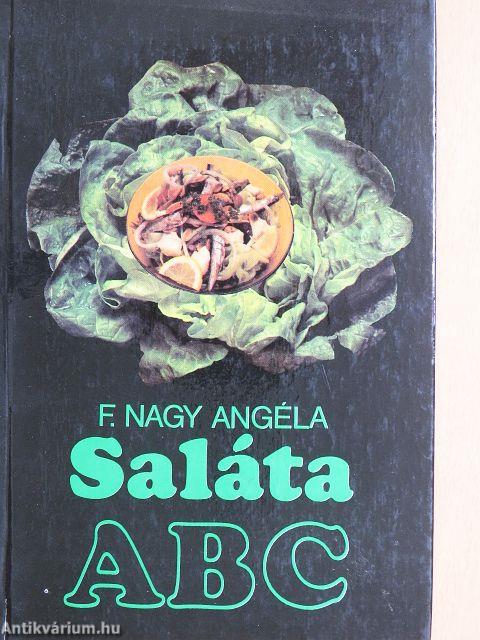 F. NAGY ANGÉLA
Saláta
ABC
Antikvárium.hu